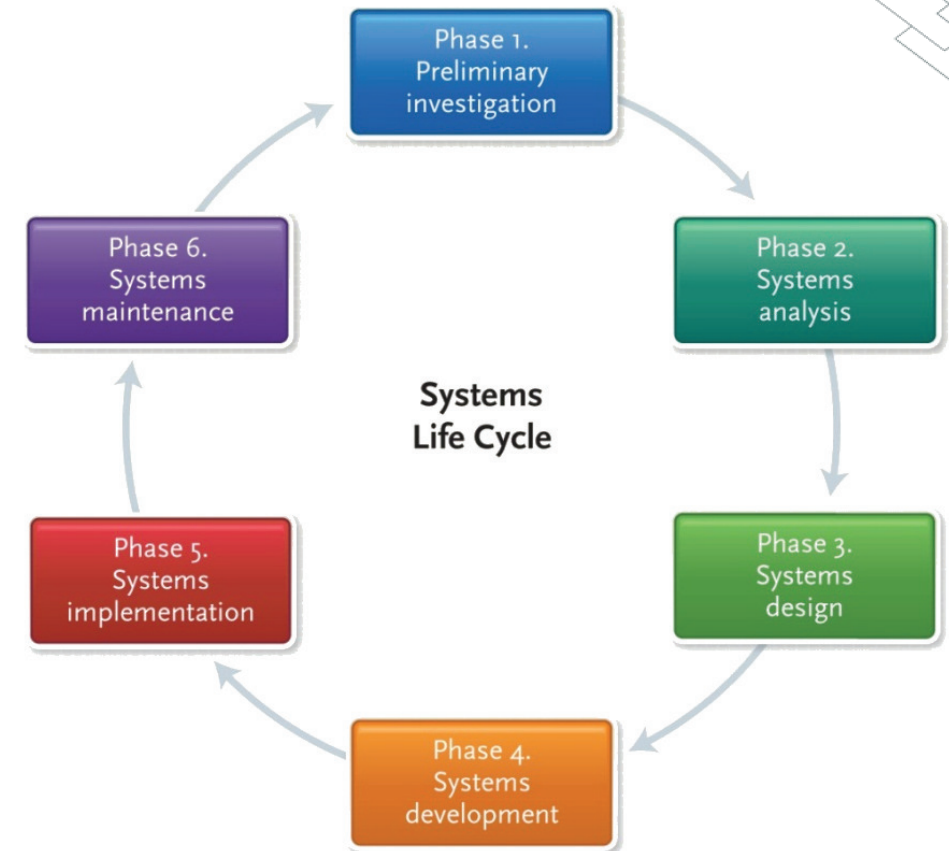 Phase 1.
Preliminary
investigation
Phase 2.
Systems
analysis
Phase 3.
Systems
design
Phase 4.
Systems
development
Phase 5.
Systems
implementation
Phase 6.
Systems
maintenance
Systems
Life Cycle